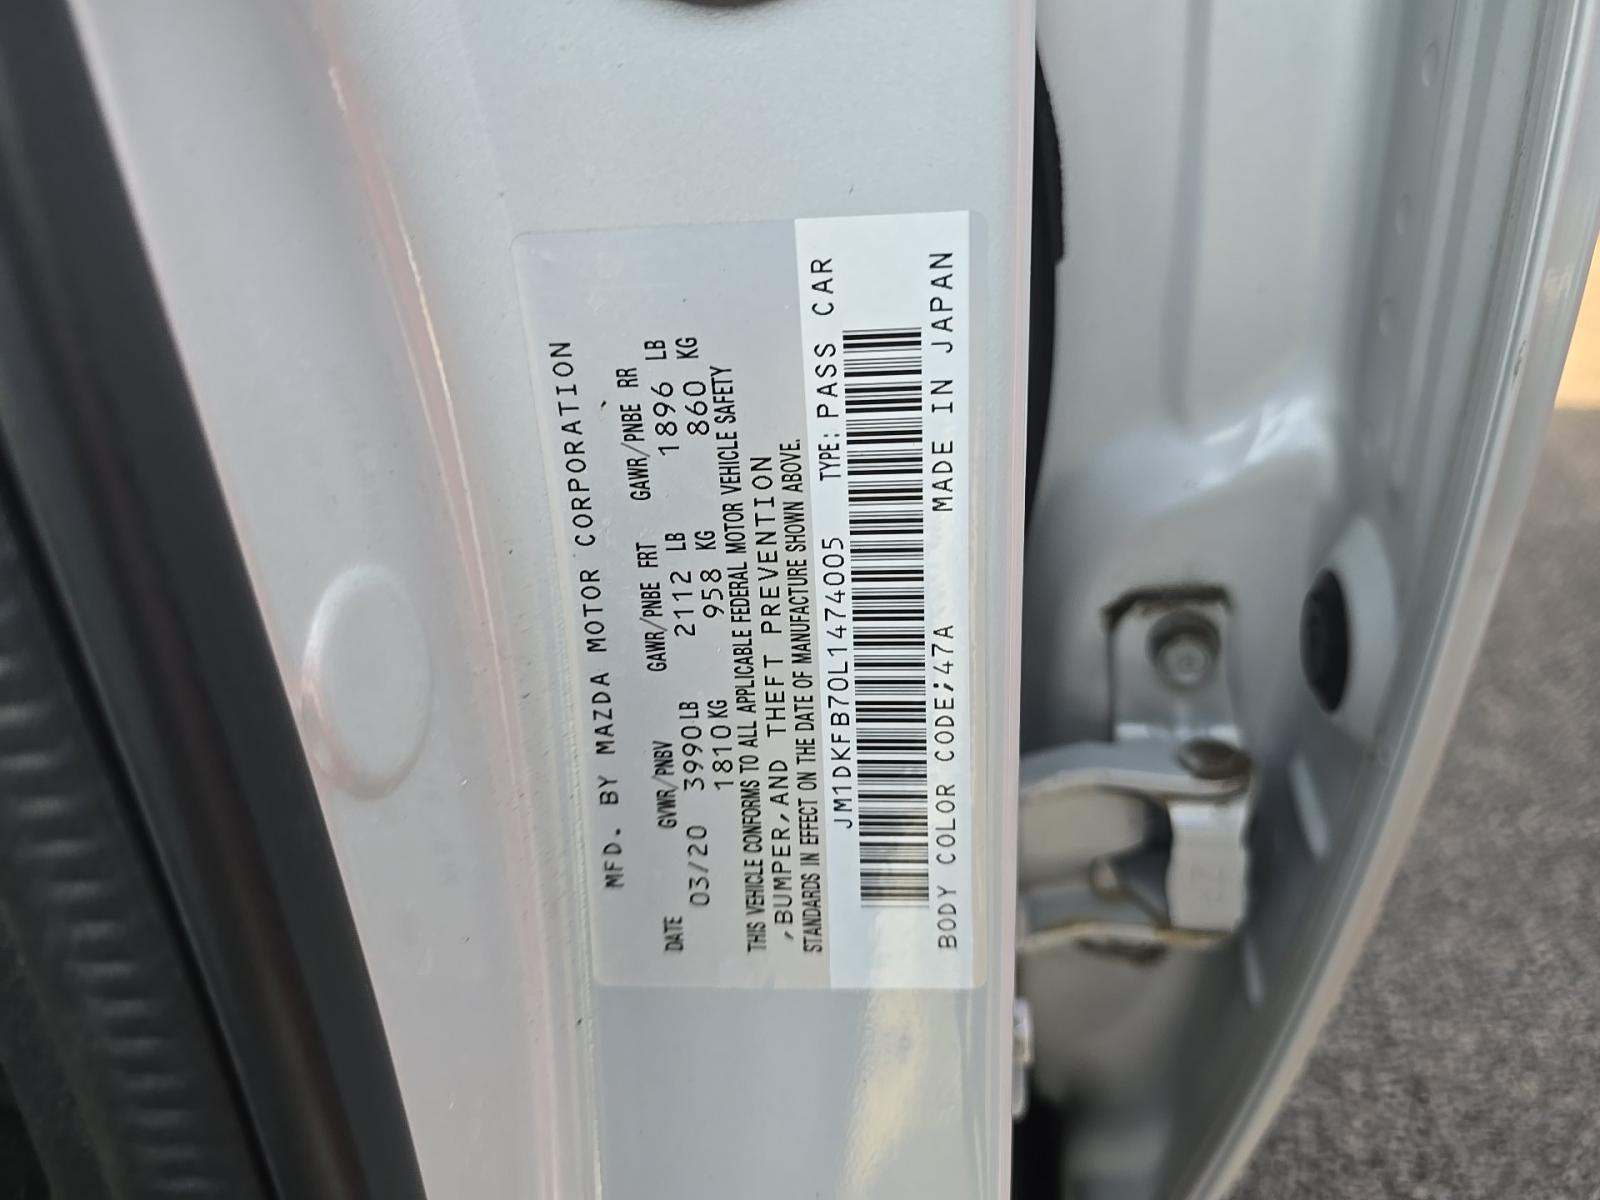 MFD. BY MAZDA MOTOR CORPORATION
DATE GVWR/PNBV GAWR/PNBE FRT GAWR/PNBE RR
03/20 3990LB 2112 LB 1896 LB
1810KG 958 KG 860 KG
THIS VEHICLE CONFORMS TO ALL APPLICABLE FEDERAL MOTOR VEHICLE SAFETY
,BUMPER,AND THEFT PREVENTION
STANDARDS IN EFFECT ON THE DATE OF MANUFACTURE SHOWN ABOVE.
JM1DKFB70L1474005 TYPE: PASS CAR
BODY COLOR CODE;47A MADE IN JAPAN